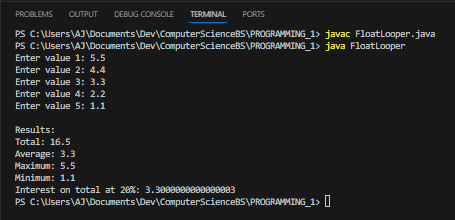 PROBLEMS OUTPUT DEBUG CONSOLE TERMINAL PORTS
PS C:\Users\AJ\Documents\Dev\ComputerScienceBS\PROGRAMMING_1> javac FloatLooper.java
PS C:\Users\AJ\Documents\Dev\ComputerScienceBS\PROGRAMMING_1> java FloatLooper
Enter value 1: 5.5
Enter value 2: 4.4
Enter value 3: 3.3
Enter value 4: 2.2
Enter value 5: 1.1
Results:
Total: 16.5
Average: 3.3
Maximum: 5.5
Minimum: 1.1
Interest on total at 20%: 3.3000000000000003
PS C:\Users\AJ\Documents\Dev\ComputerScienceBS\PROGRAMMING_1>